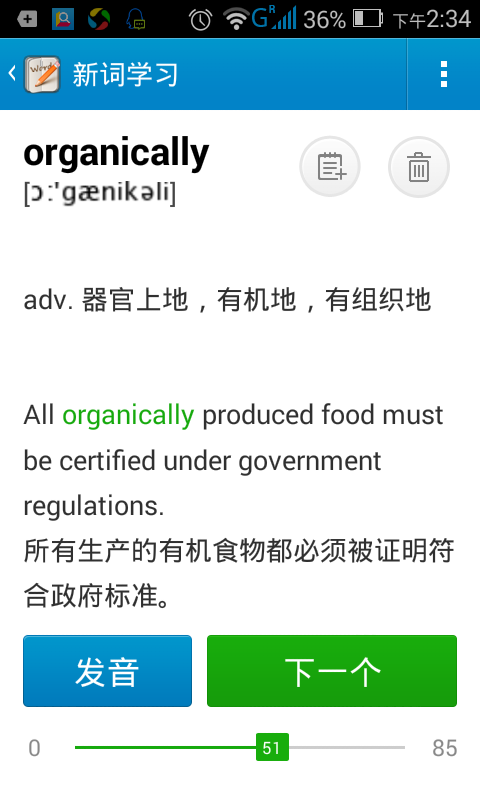 G R 36% 下午2:34
Words 新词学习
organically
[ɔː'gænikəli]
adv. 器官上地，有机地，有组织地
All organically produced food must
be certified under government
regulations.
所有生产的有机食物都必须被证明符
合政府标准。
发音 下一个
0 51 85